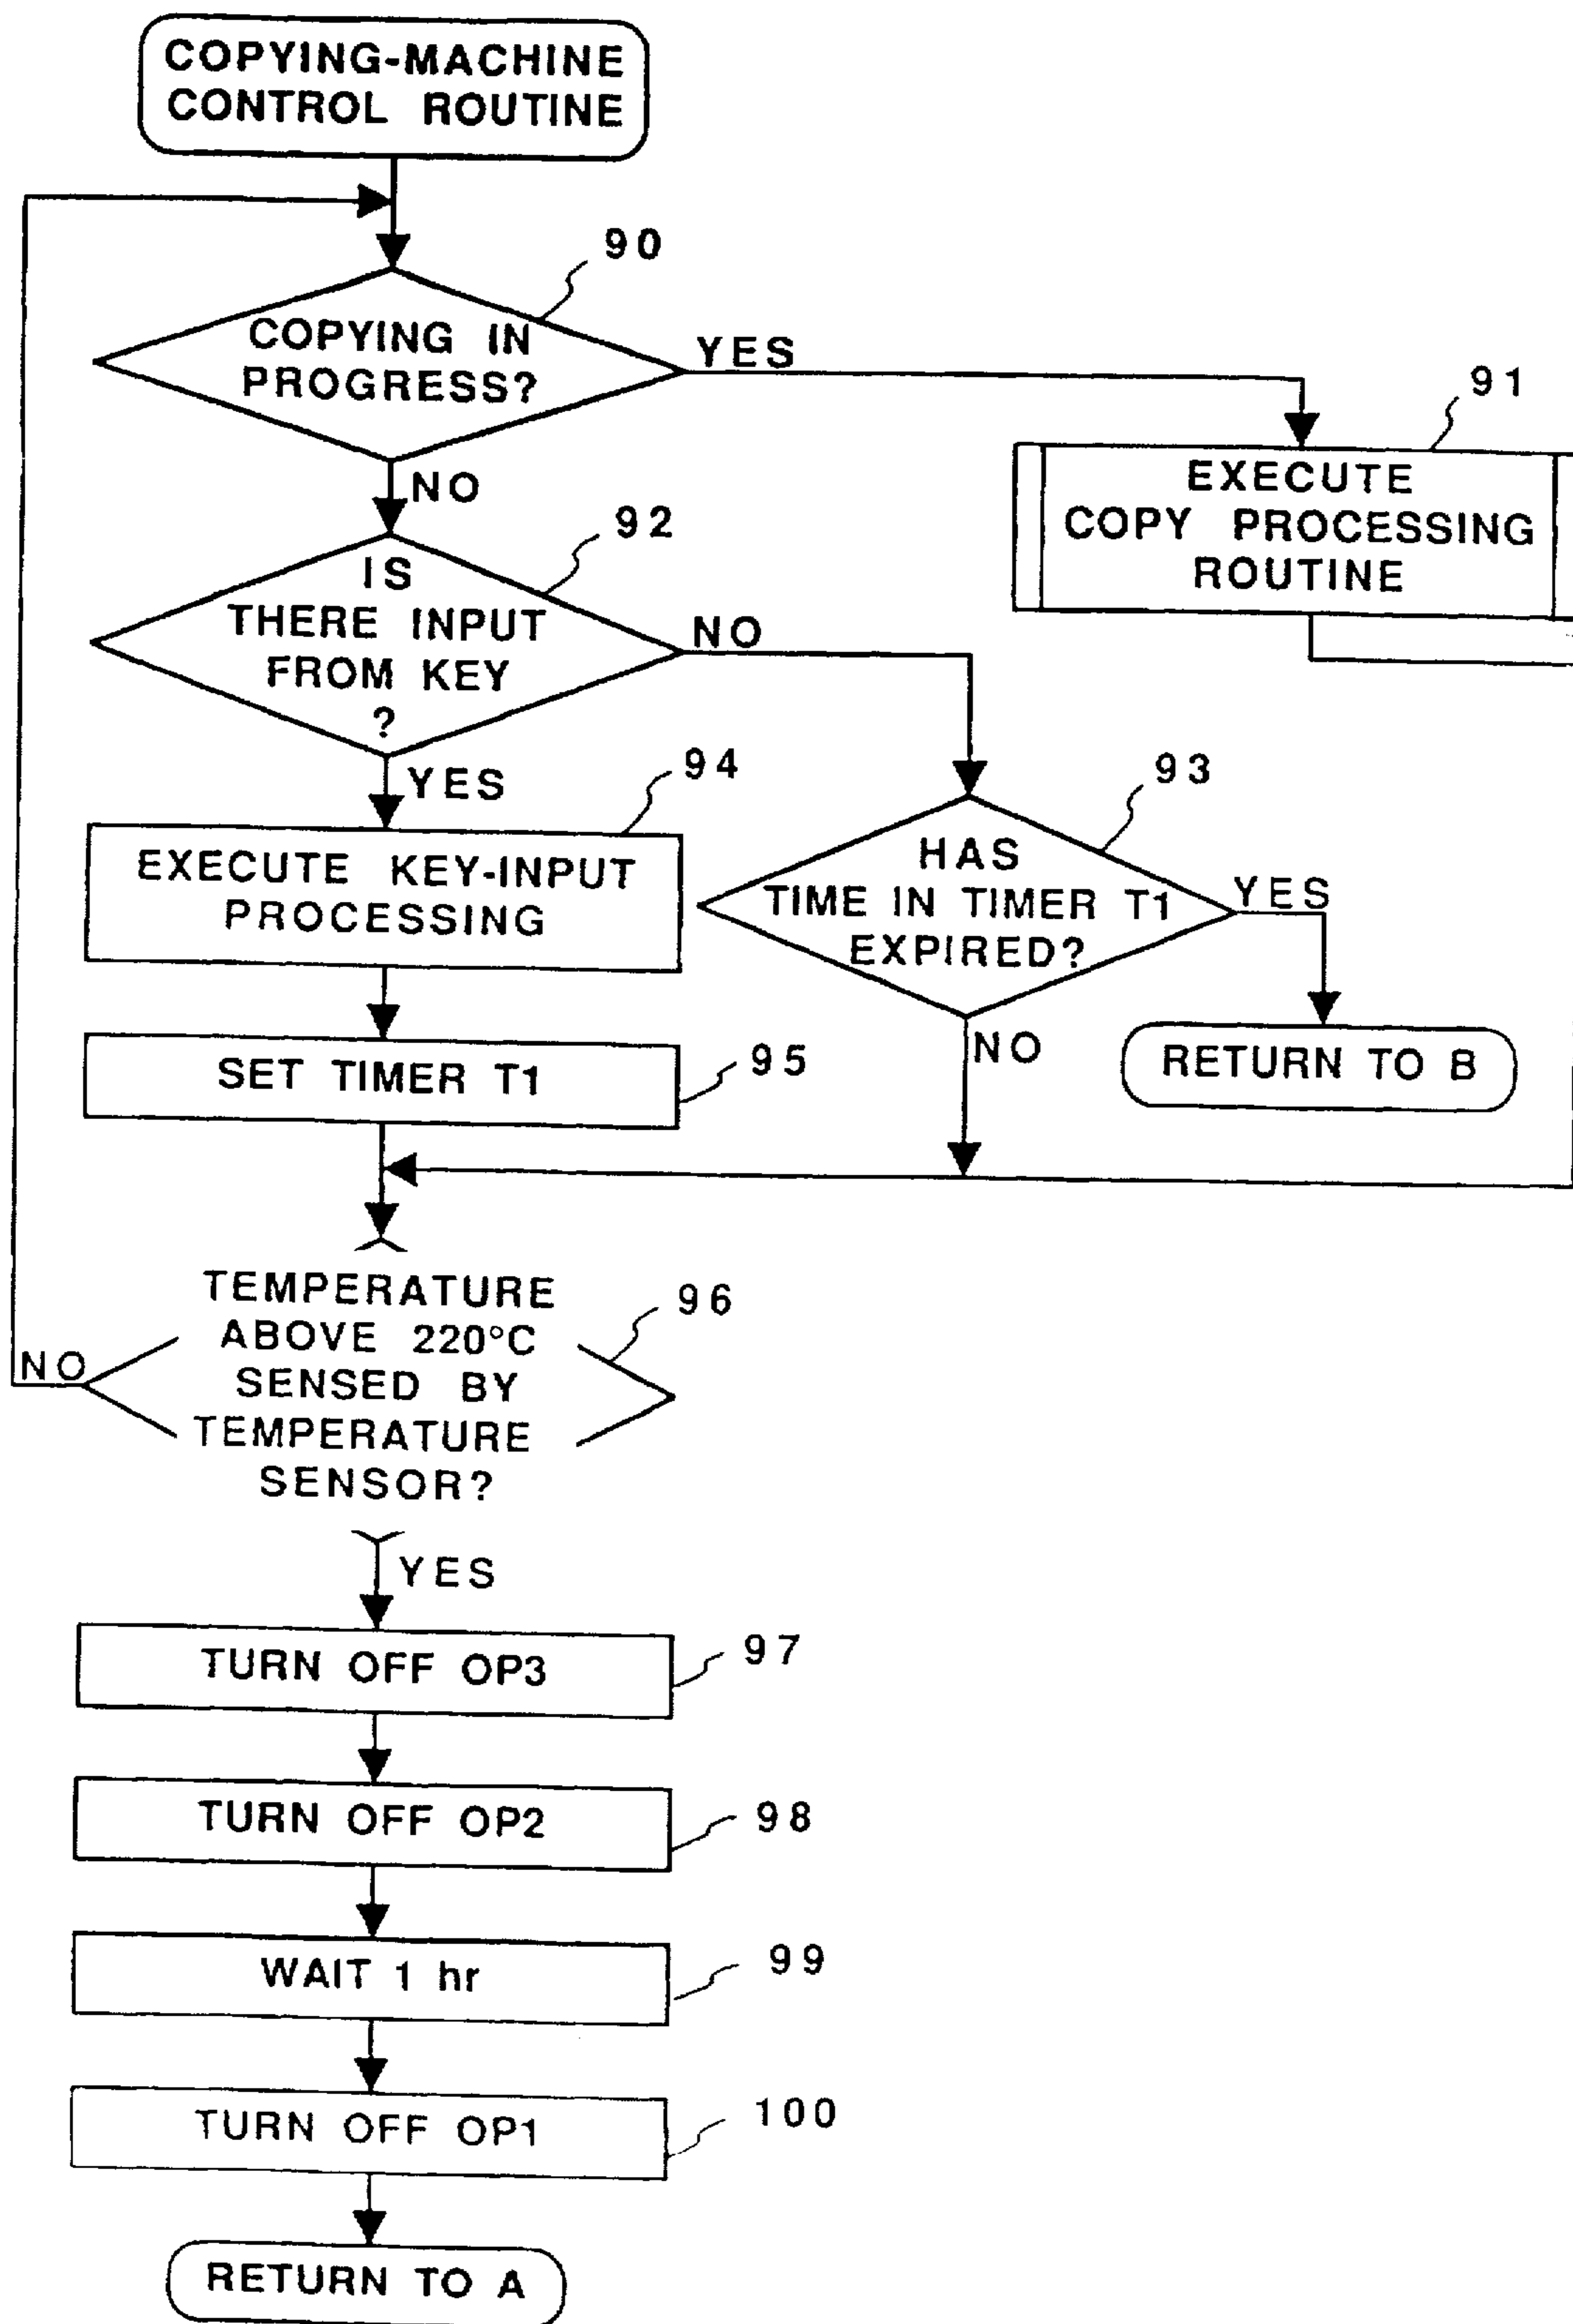 COPYING-MACHINE
CONTROL ROUTINE
90
COPYING IN
PROGRESS?
YES
NO
91
EXECUTE
COPY PROCESSING
ROUTINE
92
IS
THERE INPUT
FROM KEY
?
NO
YES
94
EXECUTE KEY-INPUT
PROCESSING
93
HAS
TIME IN TIMER T1
EXPIRED?
YES
NO
RETURN TO B
SET TIMER T1
95
TEMPERATURE
ABOVE 220°C
SENSED BY
TEMPERATURE
SENSOR?
96
NO
YES
TURN OFF OP3
97
TURN OFF OP2
98
WAIT 1 hr
99
TURN OFF OP1
100
RETURN TO A